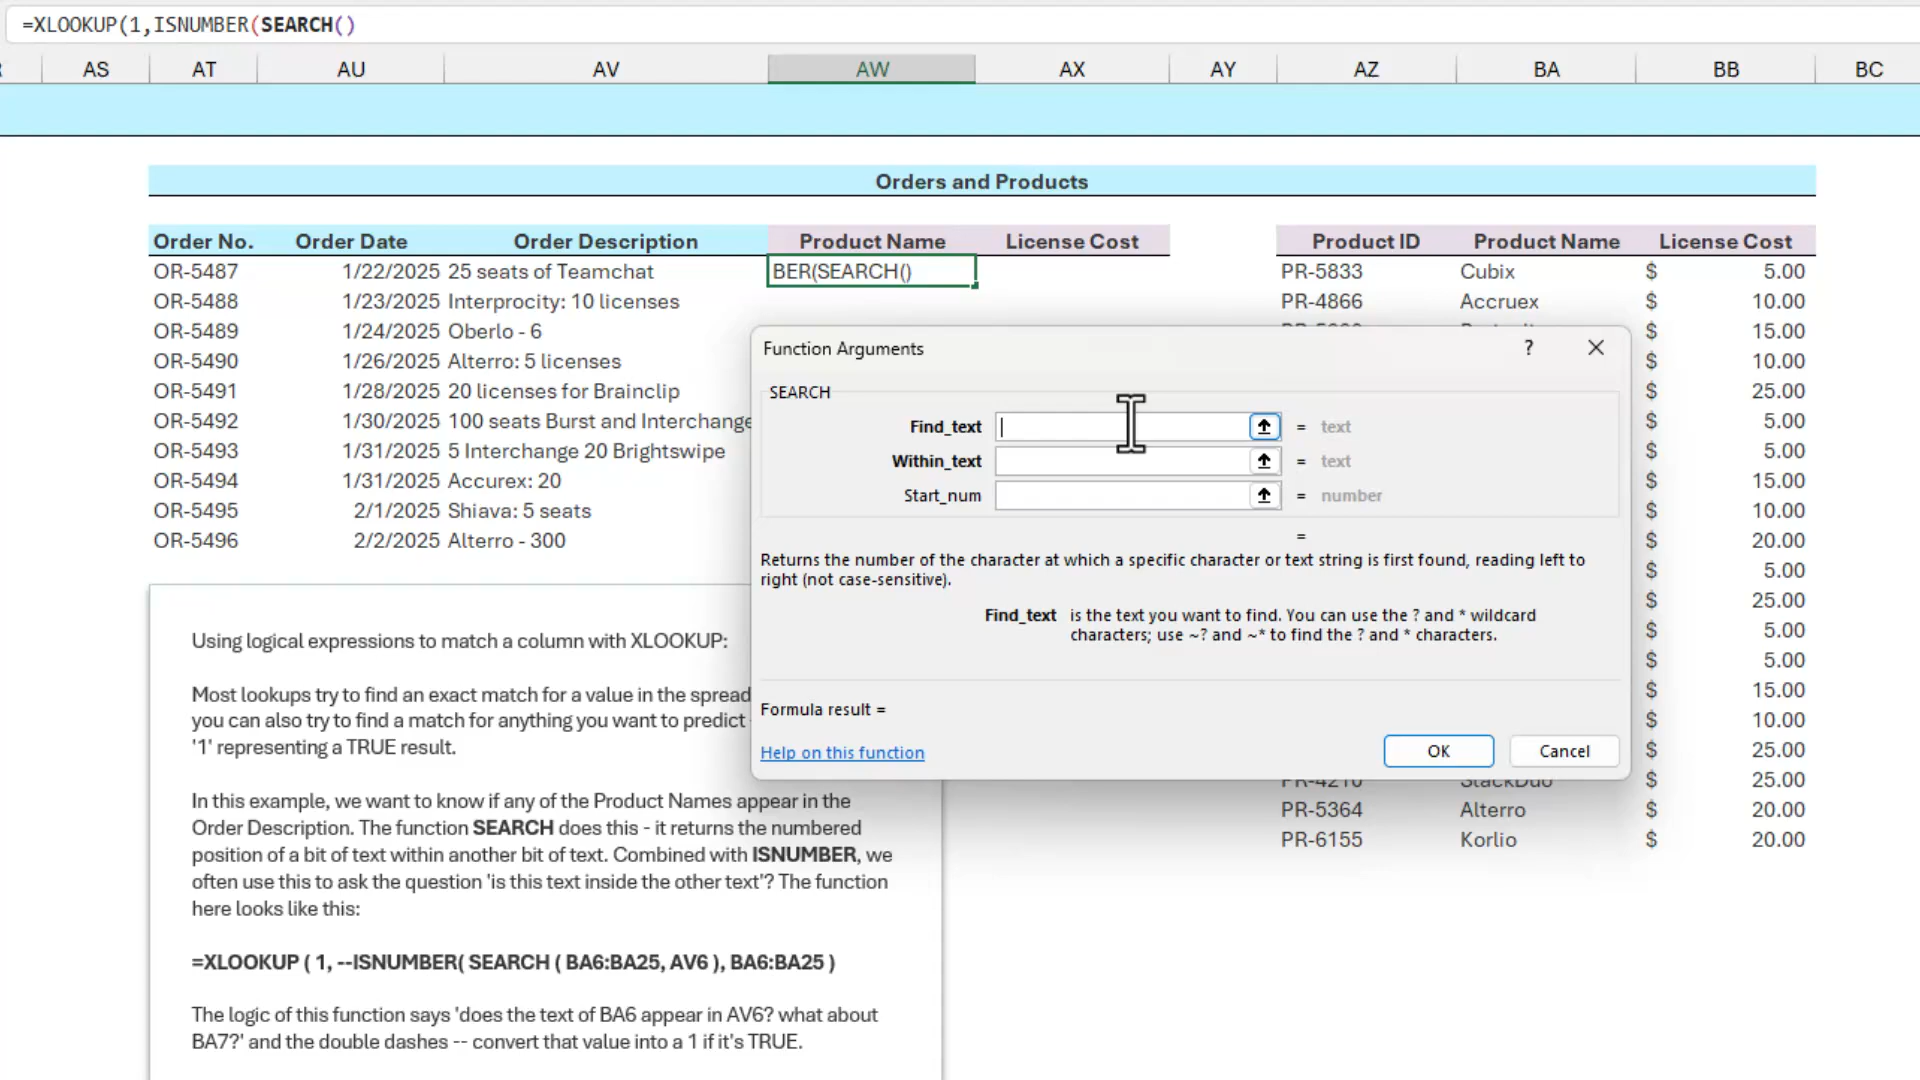 =XLOOKUP(1,ISNUMBER(SEARCH()
AS AT AU AV AW AX AY AZ BA BB BC
Orders and Products
Order No. Order Date Order Description Product Name License Cost Product ID Product Name License Cost
OR-5487 1/22/2025 25 seats of Teamchat BER(SEARCH() PR-5833 Cubix $ 5.00
OR-5488 1/23/2025 Interprocity: 10 licenses PR-4866 Accruex $ 10.00
OR-5489 1/24/2025 Oberlo - 6 $ 15.00
OR-5490 1/26/2025 Alterro: 5 licenses $ 10.00
OR-5491 1/28/2025 20 licenses for Brainclip $ 25.00
OR-5492 1/30/2025 100 seats Burst and Interchange $ 5.00
OR-5493 1/31/2025 5 Interchange 20 Brightswipe $ 5.00
OR-5494 1/31/2025 Accurex: 20 $ 15.00
OR-5495 2/1/2025 Shiava: 5 seats $ 10.00
OR-5496 2/2/2025 Alterro - 300 $ 20.00
$ 5.00
$ 25.00
$ 5.00
$ 5.00
$ 15.00
$ 10.00
$ 25.00
PR-4210 StackDuo $ 25.00
PR-5364 Alterro $ 20.00
PR-6155 Korlio $ 20.00
Function Arguments ?
SEARCH
Find_text = text
Within_text = text
Start_num = number
=
Returns the number of the character at which a specific character or text string is first found, reading left to
right (not case-sensitive).
Find_text is the text you want to find. You can use the ? and * wildcard
characters; use ~? and ~* to find the ? and * characters.
Formula result =
Help on this function OK Cancel
Using logical expressions to match a column with XLOOKUP:
Most lookups try to find an exact match for a value in the spread
you can also try to find a match for anything you want to predict
'1' representing a TRUE result.
In this example, we want to know if any of the Product Names appear in the
Order Description. The function SEARCH does this - it returns the numbered
position of a bit of text within another bit of text. Combined with ISNUMBER, we
often use this to ask the question 'is this text inside the other text'? The function
here looks like this:
=XLOOKUP ( 1, --ISNUMBER( SEARCH ( BA6:BA25, AV6 ), BA6:BA25 )
The logic of this function says 'does the text of BA6 appear in AV6? what about
BA7?' and the double dashes -- convert that value into a 1 if it's TRUE.